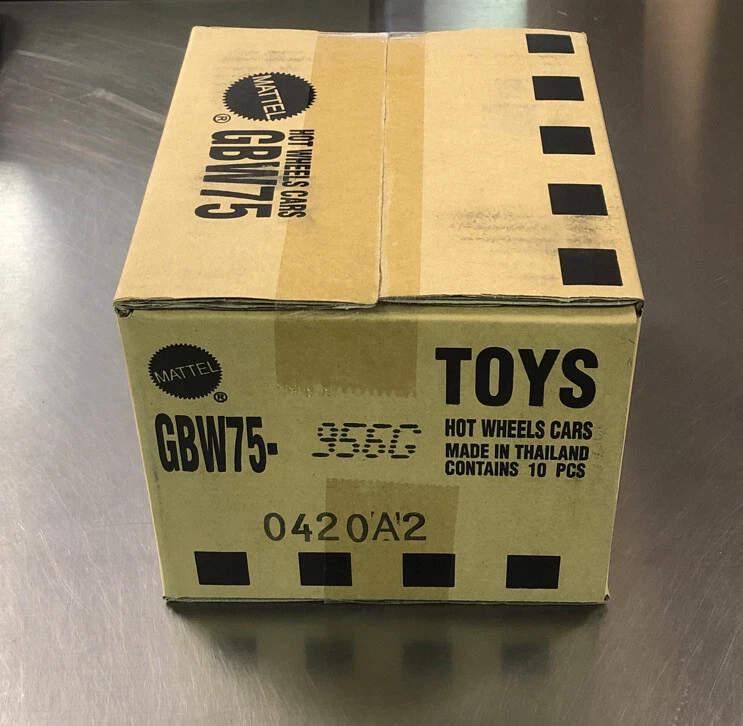 MATTEL
®
HOT WHEELS CARS
GBW75
MATTEL
®
GBW75-
956G
TOYS
HOT WHEELS CARS
MADE IN THAILAND
CONTAINS 10 PCS
0420A2